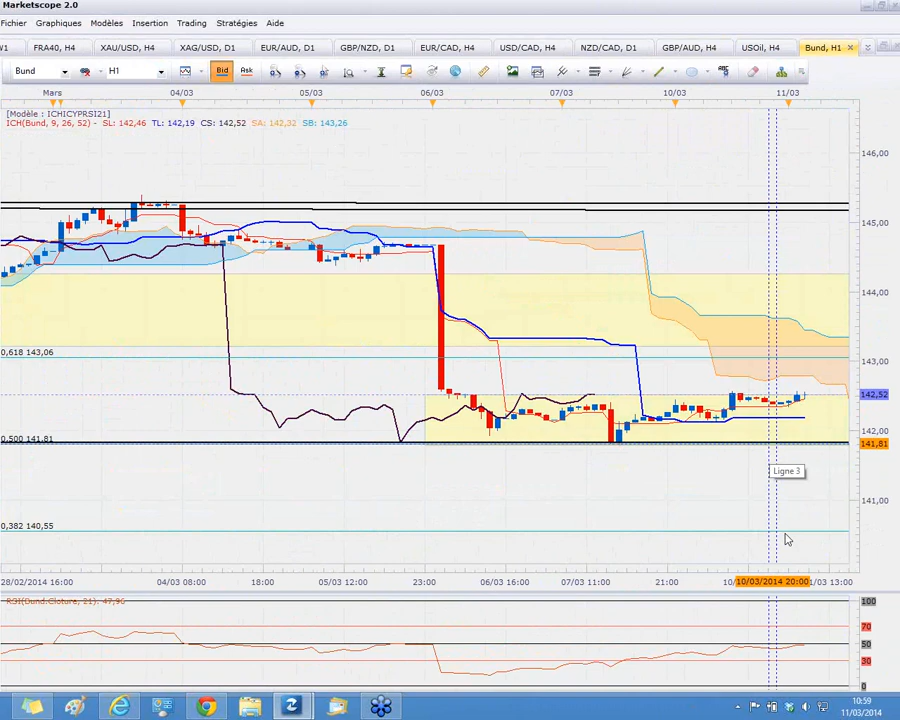 Marketscope 2.0
Fichier Graphiques Modèles Insertion Trading Stratégies Aide
W1 FRA40, H4 XAU/USD, H4 XAG/USD, D1 EUR/AUD, D1 GBP/NZD, D1 EUR/CAD, H4 USD/CAD, H4 NZD/CAD, D1 GBP/AUD, H4 USOil, H4 Bund, H1
Bund H1 Bid Ask ABC
Mars 04/03 05/03 06/03 07/03 10/03 11/03
[Modèle : ICHICYPRSI21]
ICH(Bund, 9, 26, 52) - SL: 142,46 TL: 142,19 CS: 142,52 SA: 142,32 SB: 143,26
146,00
145,00
144,00
143,00
0,618 143,06
142,52
142,00
0,500 141,81
141,81
Ligne 3
141,00
0,382 140,55
28/02/2014 16:00 04/03 08:00 18:00 05/03 12:00 23:00 06/03 16:00 07/03 11:00 21:00 10/ 10/03/2014 20:00 1/03 13:00
RSI(Bund.Cloture, 21): 47,96
100
70
50
30
0
10:59
11/03/2014